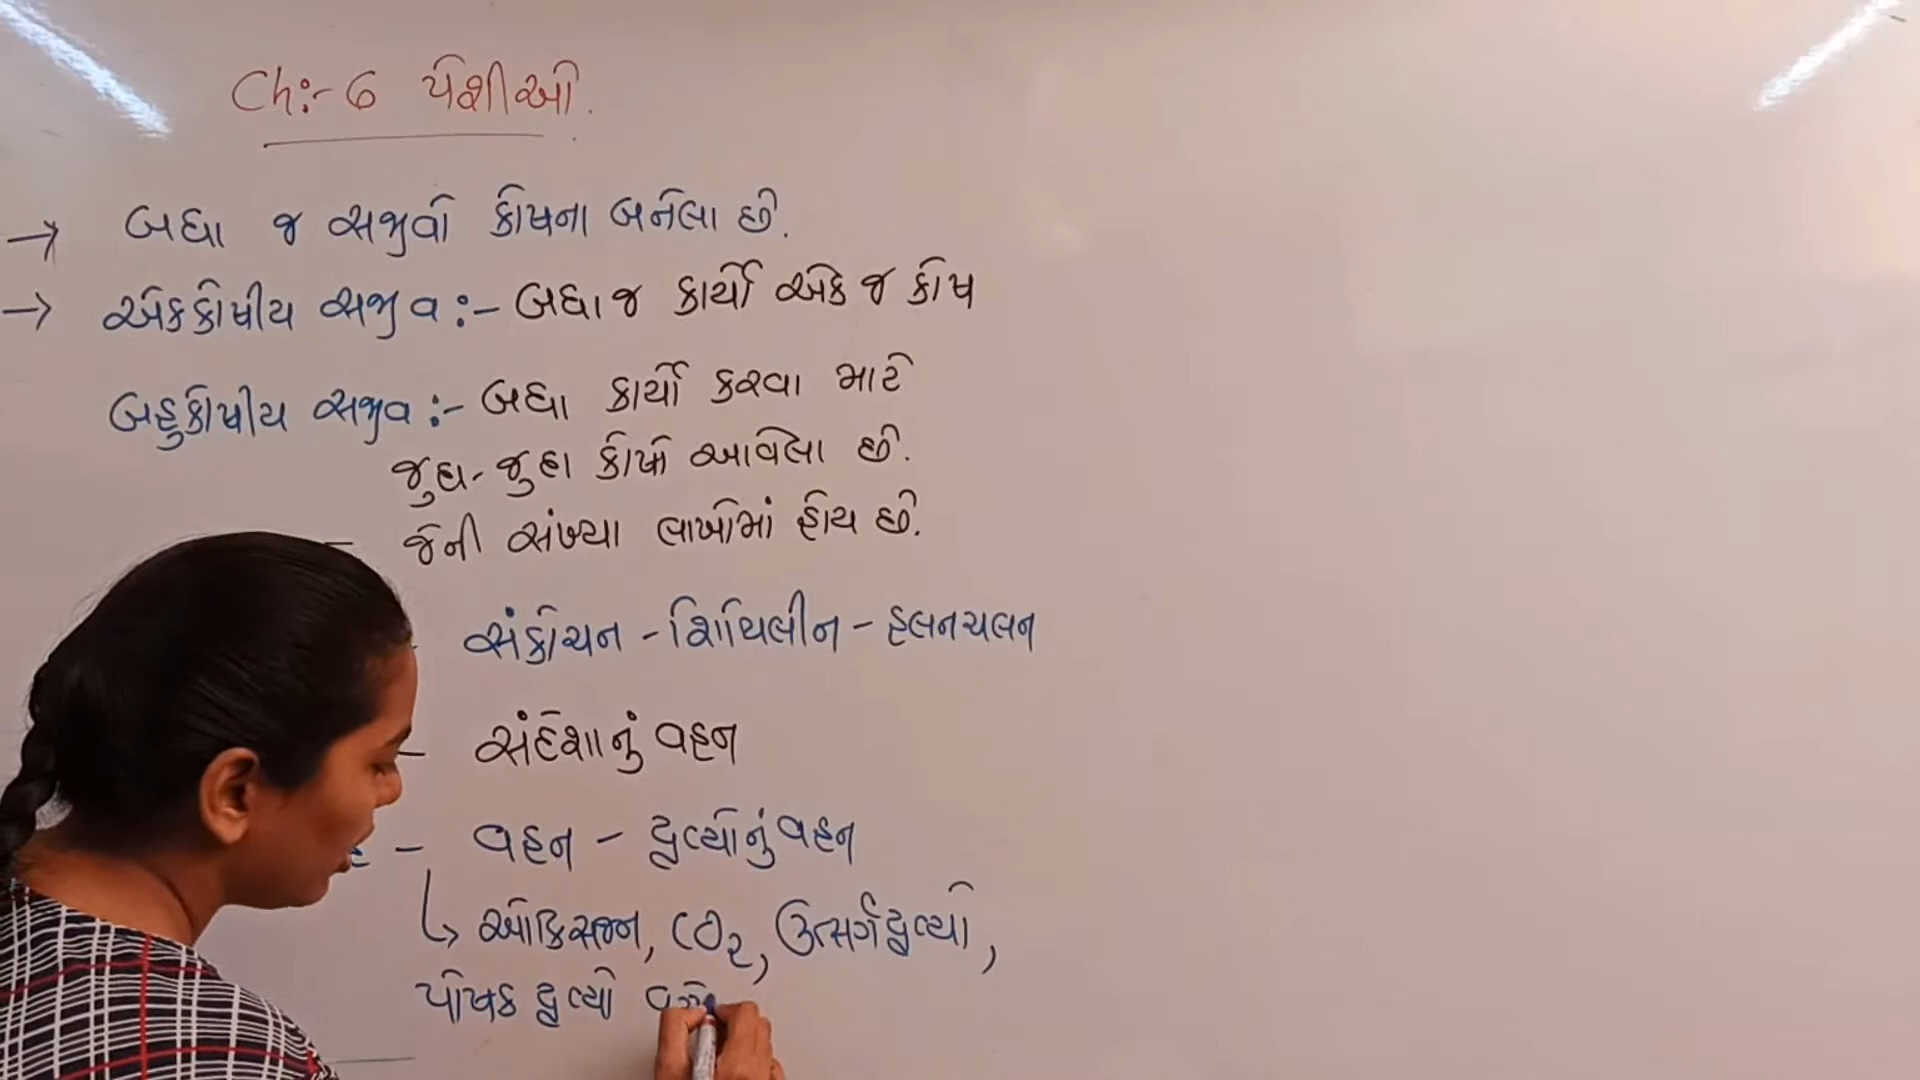 Ch:-6 પેશીઓ.
→ બધા જ સજીવો કોષના બનેલા છે.
→ એકકોષીય સજીવ :- બધા જ કાર્યો એક જ કોષ
બહુકોષીય સજીવ :- બધા કાર્યો કરવા માટે
જુદા-જુદા કોષો આવેલા છે.
- જેની સંખ્યા લાખોમાં હોય છે.
સંકોચન - શિથિલીન - હલનચલન
- સંદેશાનું વહન
- વહન - દ્રવ્યોનું વહન
↳ ઓક્સિજન, CO2, ઉત્સર્ગદ્રવ્યો,
પોષક દ્રવ્યો